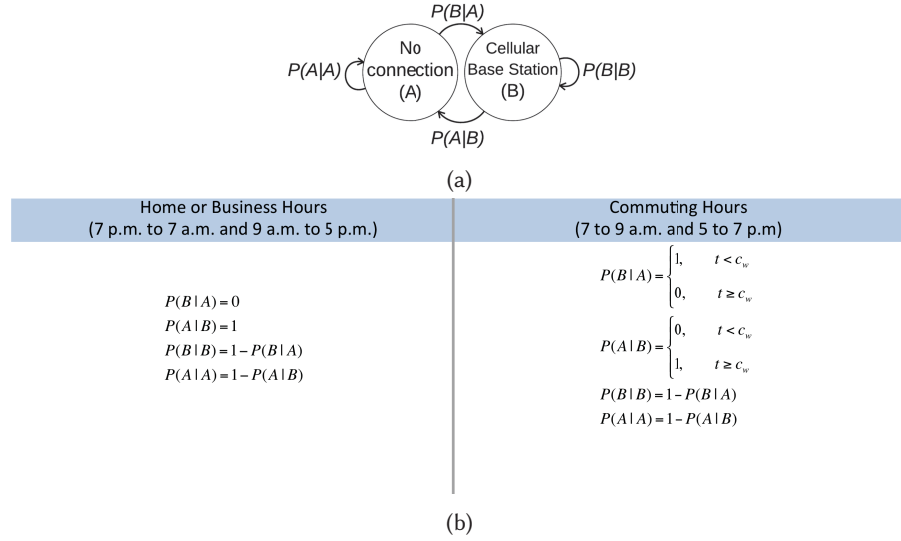 P(B|A)
No
connection
(A)
Cellular
Base Station
(B)
P(A|A)
P(B|B)
P(A|B)
(a)
Home or Business Hours
(7 p.m. to 7 a.m. and 9 a.m. to 5 p.m.)
P(B|A)=0
P(A|B)=1
P(B|B)=1−P(B|A)
P(A|A)=1−P(A|B)
Commuting Hours
(7 to 9 a.m. and 5 to 7 p.m)
P(B|A)={1, t<c_w
0, t≥c_w
P(A|B)={0, t<c_w
1, t≥c_w
P(B|B)=1−P(B|A)
P(A|A)=1−P(A|B)
(b)